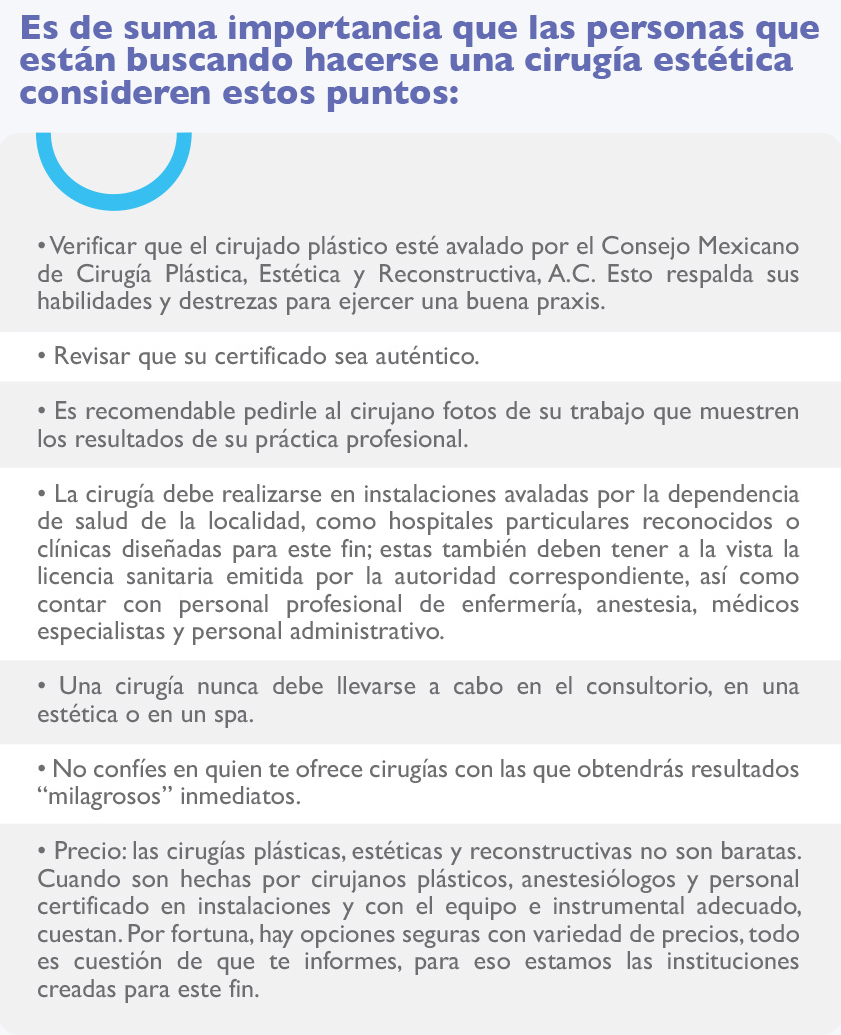 Es de suma importancia que las personas que
están buscando hacerse una cirugía estética
consideren estos puntos:
• Verificar que el cirujado plástico esté avalado por el Consejo Mexicano
de Cirugía Plástica, Estética y Reconstructiva, A.C. Esto respalda sus
habilidades y destrezas para ejercer una buena praxis.
• Revisar que su certificado sea auténtico.
• Es recomendable pedirle al cirujano fotos de su trabajo que muestren
los resultados de su práctica profesional.
• La cirugía debe realizarse en instalaciones avaladas por la dependencia
de salud de la localidad, como hospitales particulares reconocidos o
clínicas diseñadas para este fin; estas también deben tener a la vista la
licencia sanitaria emitida por la autoridad correspondiente, así como
contar con personal profesional de enfermería, anestesia, médicos
especialistas y personal administrativo.
• Una cirugía nunca debe llevarse a cabo en el consultorio, en una
estética o en un spa.
• No confíes en quien te ofrece cirugías con las que obtendrás resultados
“milagrosos” inmediatos.
• Precio: las cirugías plásticas, estéticas y reconstructivas no son baratas.
Cuando son hechas por cirujanos plásticos, anestesiólogos y personal
certificado en instalaciones y con el equipo e instrumental adecuado,
cuestan. Por fortuna, hay opciones seguras con variedad de precios, todo
es cuestión de que te informes, para eso estamos las instituciones
creadas para este fin.